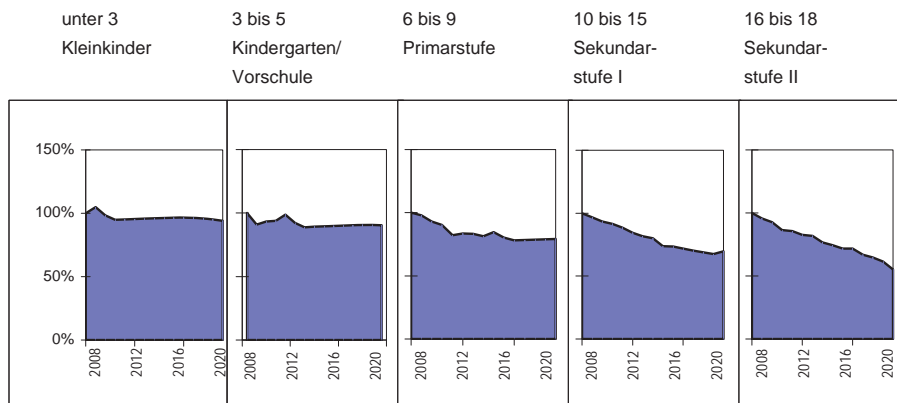 unter 3
Kleinkinder
3 bis 5
Kindergarten/
Vorschule
6 bis 9
Primarstufe
10 bis 15
Sekundar-
stufe I
16 bis 18
Sekundar-
stufe II
150%
100%
50%
0%
2008
2012
2016
2020
2008
2012
2016
2020
2008
2012
2016
2020
2008
2012
2016
2020
2008
2012
2016
2020